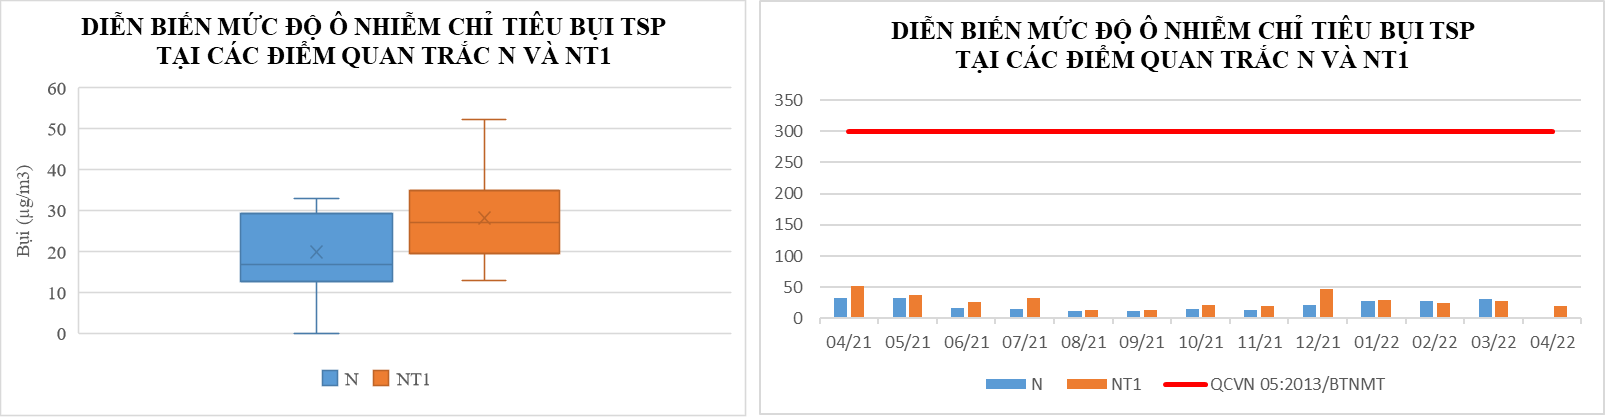 DIỄN BIẾN MỨC ĐỘ Ô NHIỄM CHỈ TIÊU BỤI TSP
TẠI CÁC ĐIỂM QUAN TRẮC N VÀ NT1
60
50
40
30
20
10
0
Bụi (µg/m3)
N NT1
DIỄN BIẾN MỨC ĐỘ Ô NHIỄM CHỈ TIÊU BỤI TSP
TẠI CÁC ĐIỂM QUAN TRẮC N VÀ NT1
350
300
250
200
150
100
50
0
04/21 05/21 06/21 07/21 08/21 09/21 10/21 11/21 12/21 01/22 02/22 03/22 04/22
N NT1 QCVN 05:2013/BTNMT